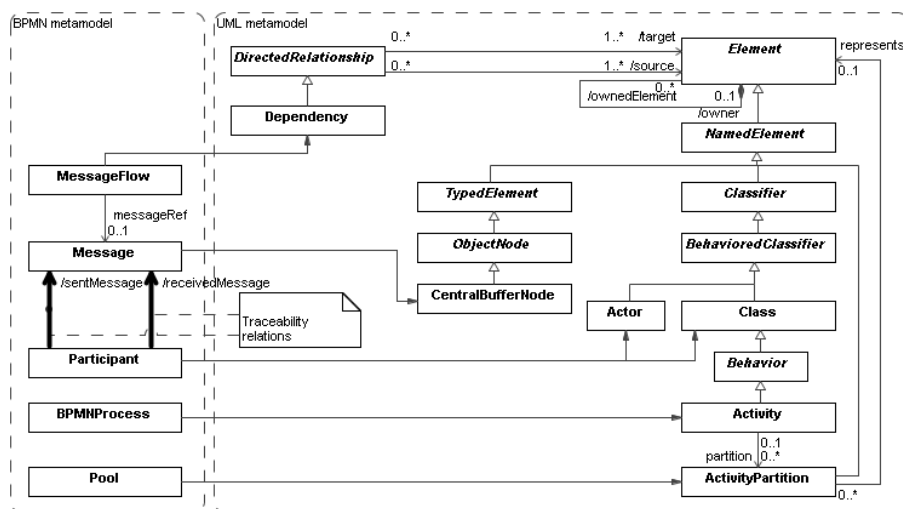 BPMN metamodel
UML metamodel
0..*
1..*
/target
DirectedRelationship
0..*
1..*
/source
Element
represents
0..1
0..*
/ownedElement
0..1
/owner
Dependency
NamedElement
MessageFlow
TypedElement
Classifier
messageRef
0..1
Message
ObjectNode
BehavioredClassifier
/sentMessage
/receivedMessage
CentralBufferNode
Actor
Class
Traceability
relations
Participant
Behavior
BPMNProcess
Activity
0..1
partition
0..*
Pool
ActivityPartition
0..*